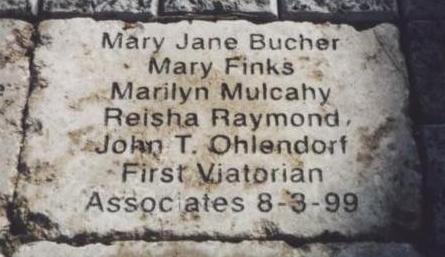 Mary Jane Bucher
Mary Finks
Marilyn Mulcahy
Reisha Raymond
John T. Ohlendorf
First Viatorian
Associates 8-3-99